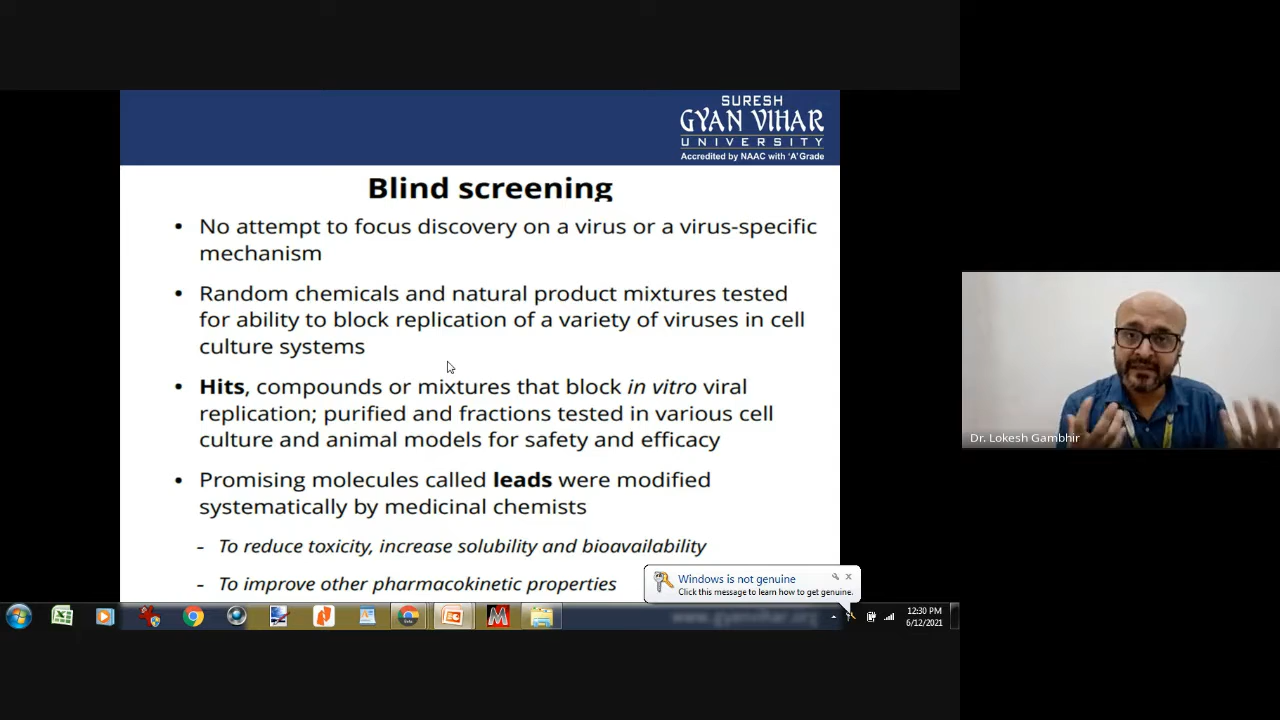 SURESH
GYAN VIHAR
UNIVERSITY
Accredited by NAAC with 'A' Grade
Blind screening
• No attempt to focus discovery on a virus or a virus-specific
mechanism
• Random chemicals and natural product mixtures tested
for ability to block replication of a variety of viruses in cell
culture systems
• Hits, compounds or mixtures that block in vitro viral
replication; purified and fractions tested in various cell
culture and animal models for safety and efficacy
• Promising molecules called leads were modified
systematically by medicinal chemists
- To reduce toxicity, increase solubility and bioavailability
- To improve other pharmacokinetic properties
Windows is not genuine
Click this message to learn how to get genuine.
12:30 PM
6/12/2021
Dr. Lokesh Gambhir